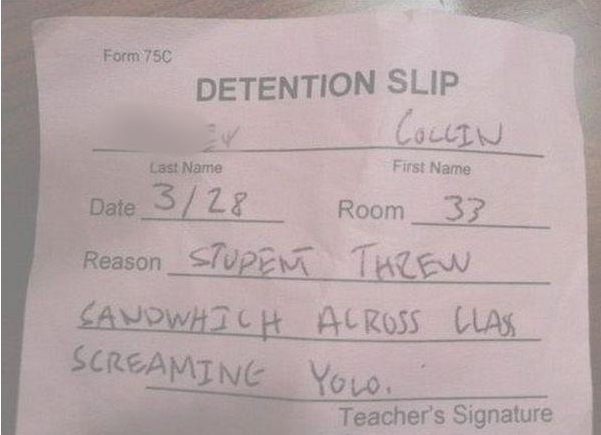 Form 75C
DETENTION SLIP
COLLIN
Last Name First Name
Date 3/28 Room 33
Reason STUDENT THREW
SANDWHICH ACROSS CLASS
SCREAMING YOLO.
Teacher's Signature